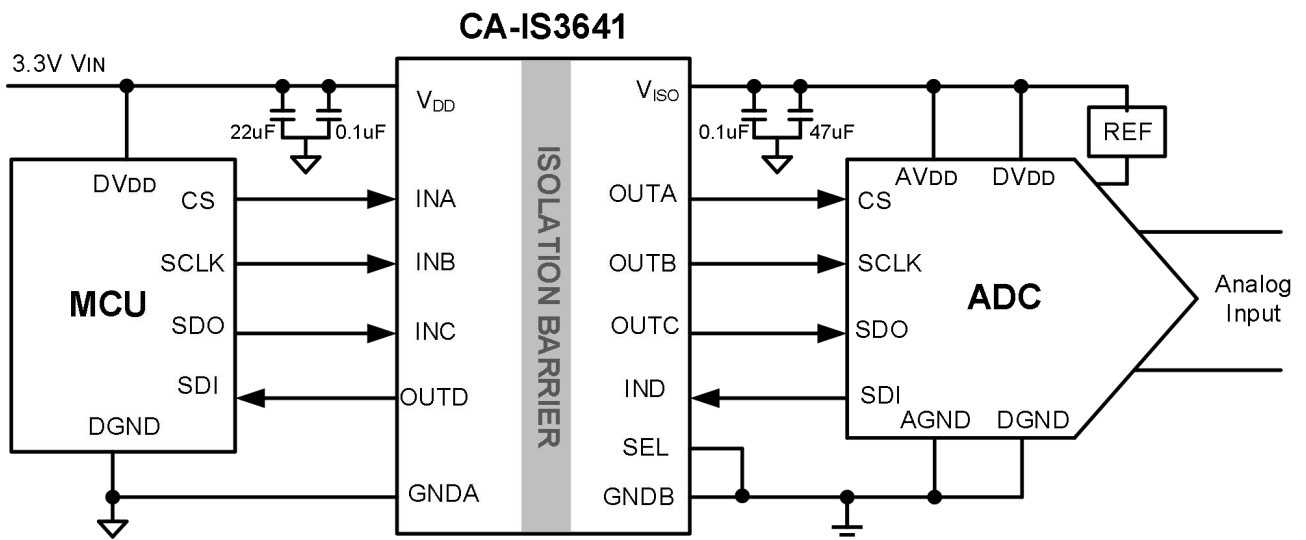 CA-IS3641
3.3V VIN
VDD
VISO
22uF
0.1uF
0.1uF
47uF
REF
DVDD
AVDD
DVDD
CS
INA
OUTA
CS
SCLK
INB
OUTB
SCLK
MCU
ISOLATION BARRIER
ADC
Analog
Input
SDO
INC
OUTC
SDO
SDI
OUTD
IND
SDI
DGND
AGND
DGND
SEL
GNDA
GNDB